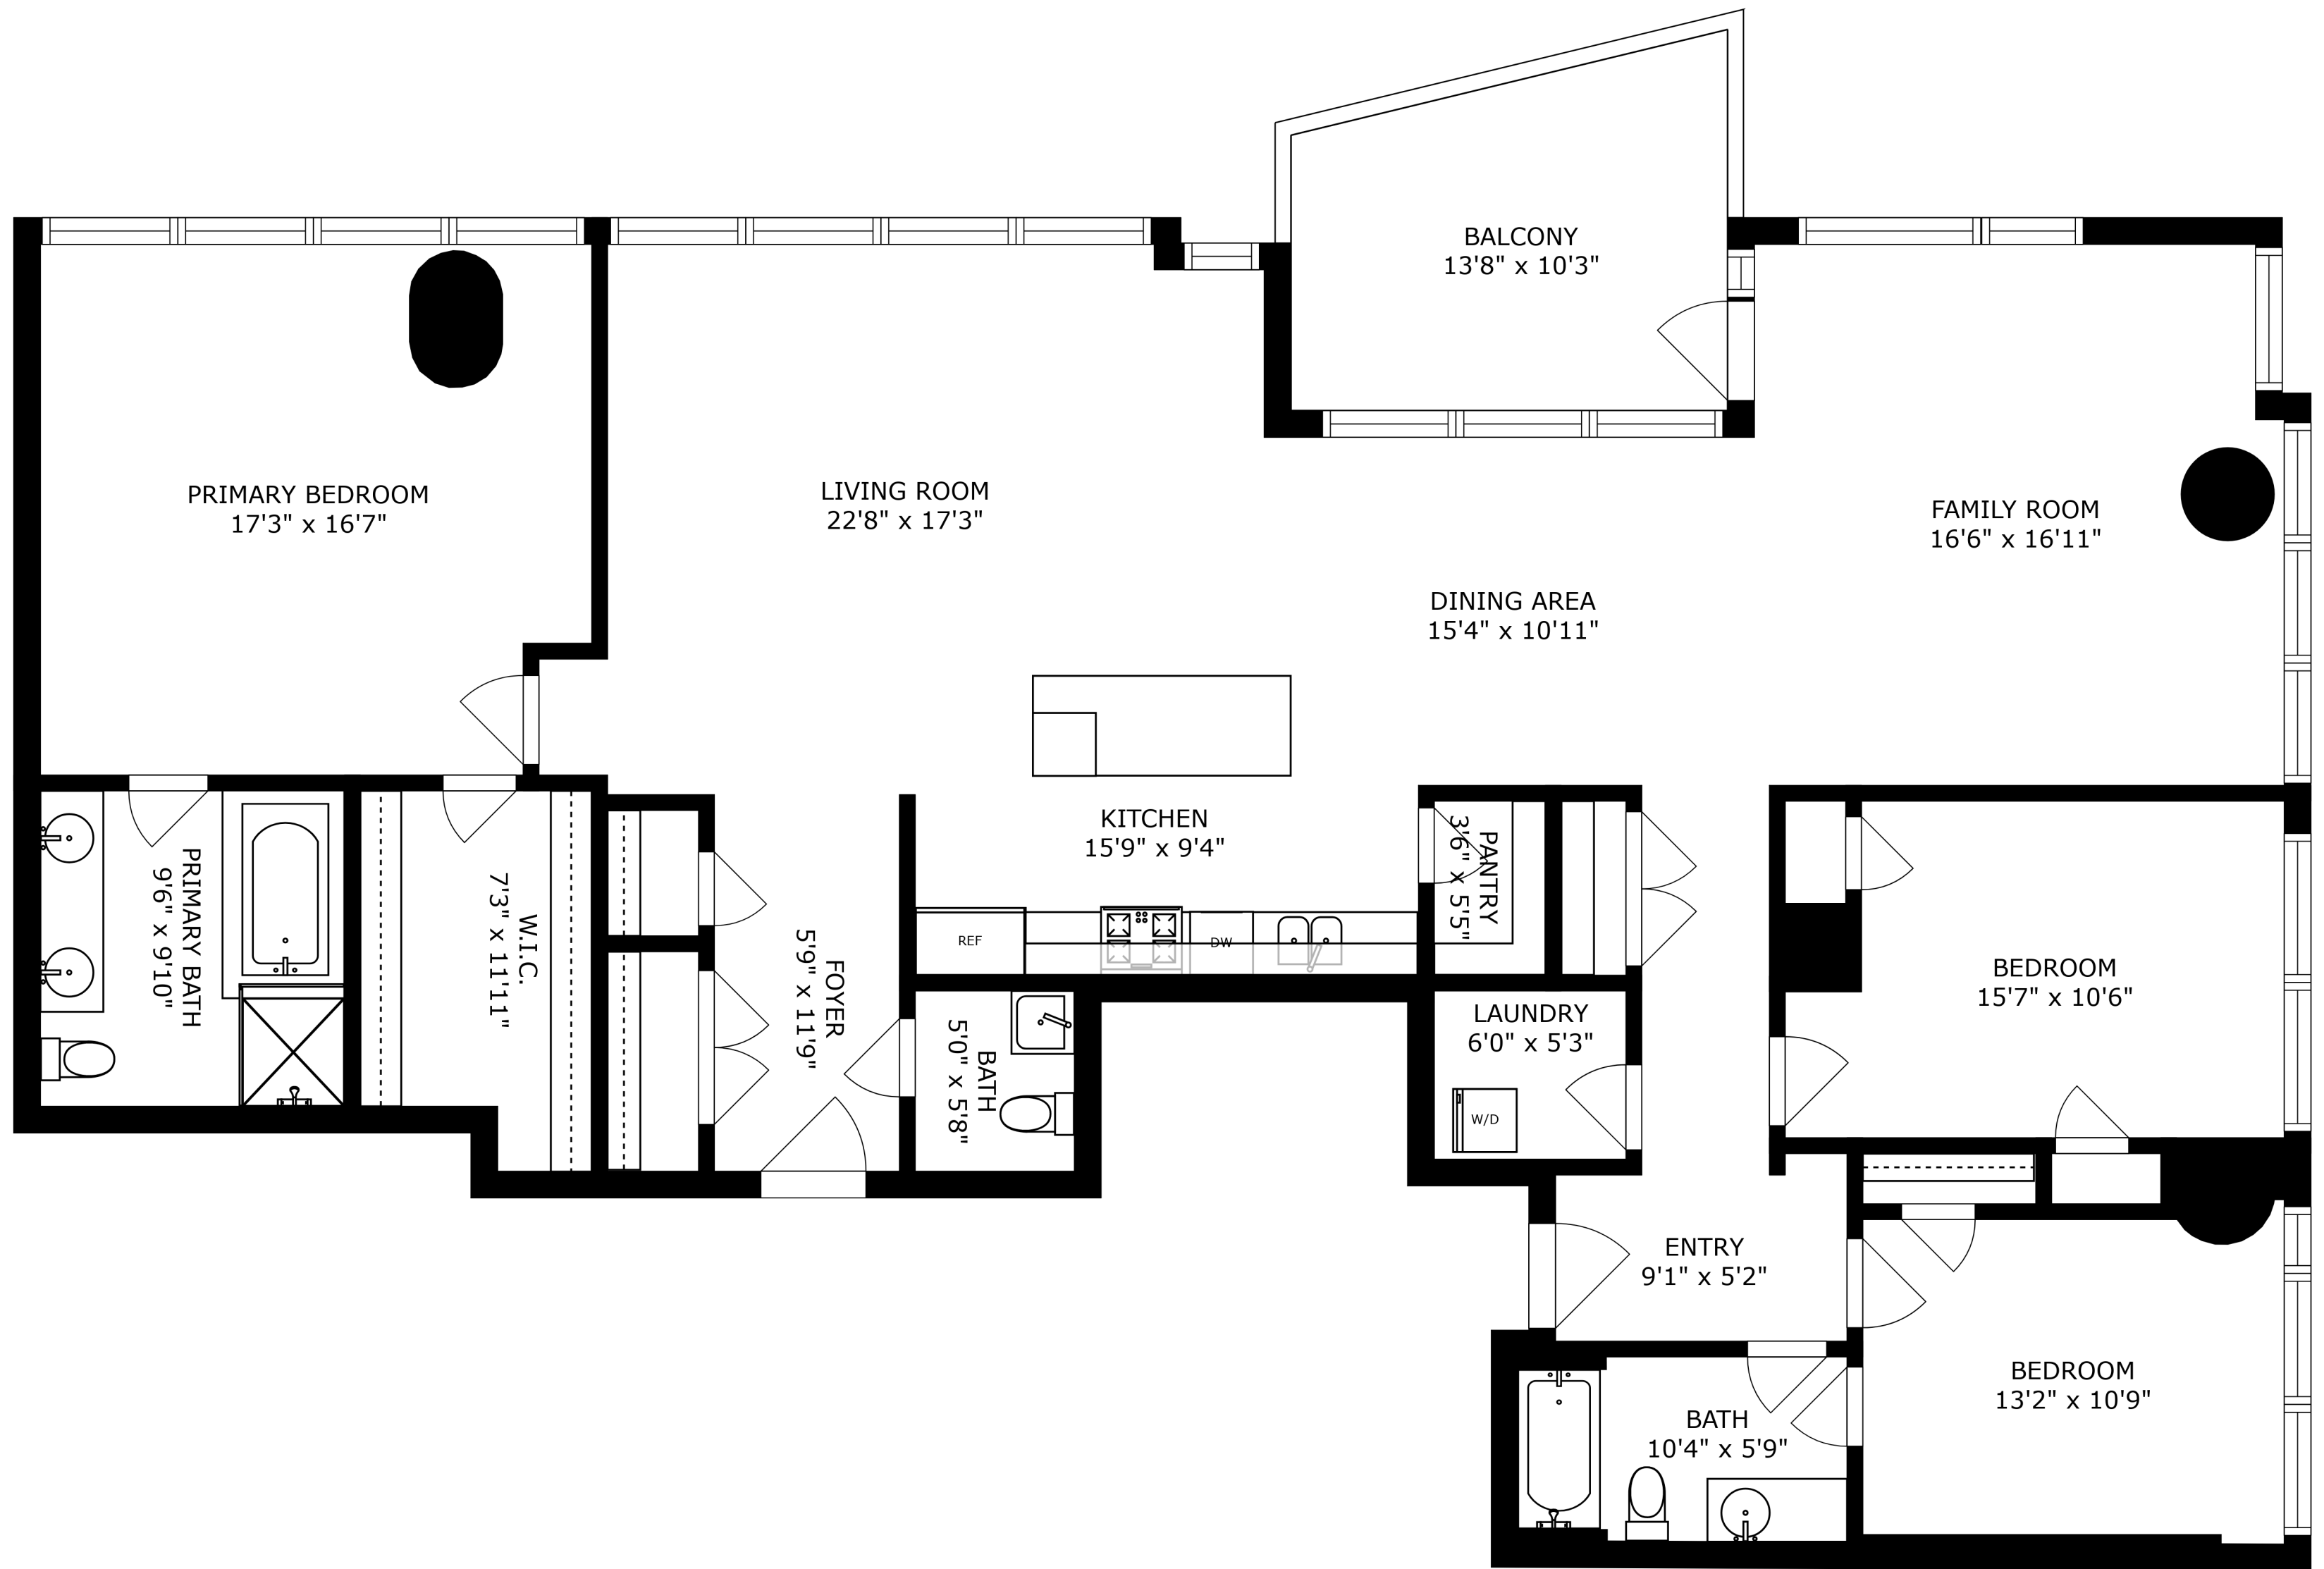 BALCONY
13'8" x 10'3"
PRIMARY BEDROOM
17'3" x 16'7"
LIVING ROOM
22'8" x 17'3"
FAMILY ROOM
16'6" x 16'11"
DINING AREA
15'4" x 10'11"
KITCHEN
15'9" x 9'4"
PANTRY
3'6" x 5'5"
PRIMARY BATH
9'6" x 9'10"
W.I.C.
7'3" x 11'11"
FOYER
5'9" x 11'9"
REF
DW
BEDROOM
15'7" x 10'6"
LAUNDRY
6'0" x 5'3"
BATH
5'0" x 5'8"
W/D
ENTRY
9'1" x 5'2"
BEDROOM
13'2" x 10'9"
BATH
10'4" x 5'9"